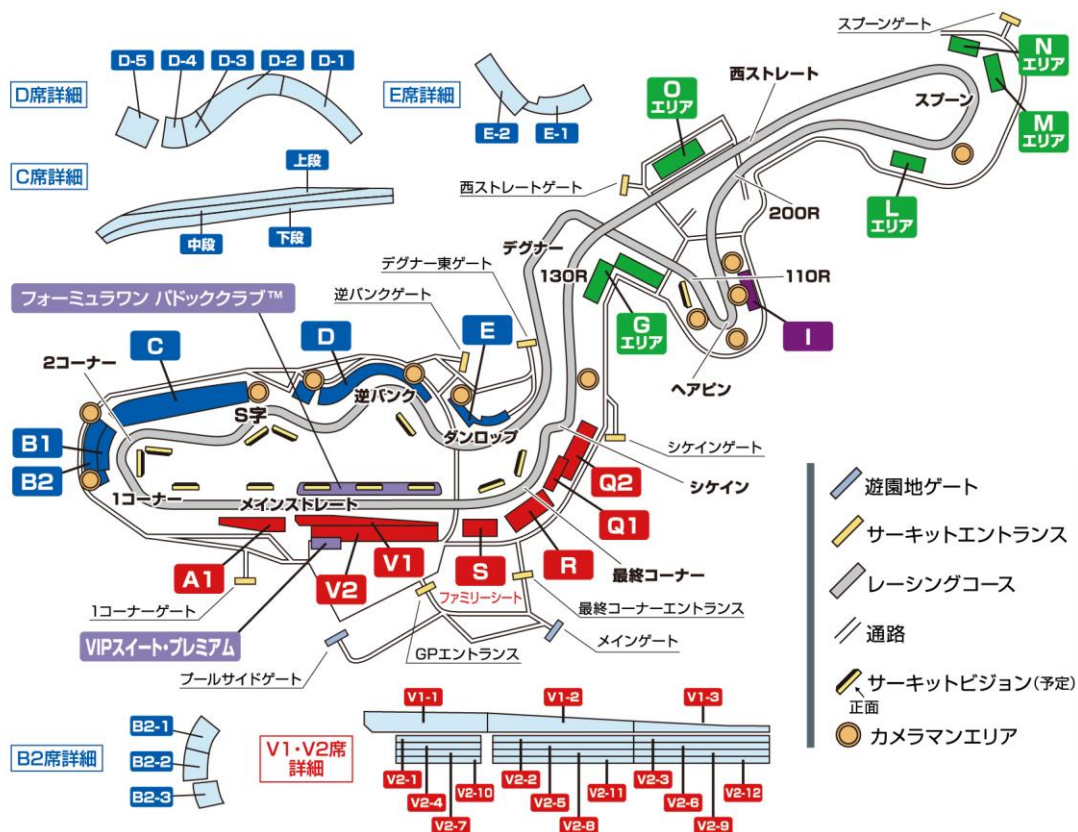 D-5
D-4
D-3
D-2
D-1
D席詳細
E席詳細
E-2
E-1
C席詳細
上段
中段
下段
スプーンゲート
N
エリア
M
エリア
スプーン
西ストレート
O
エリア
西ストレートゲート
L
エリア
200R
デグナー
130R
110R
デグナー東ゲート
G
エリア
I
ヘアピン
フォーミュラワン パドッククラブ™
逆バンクゲート
2コーナー
C
D
E
S字
逆バンク
ダンロップ
B1
B2
1コーナー
メインストレート
シケインゲート
シケイン
Q2
Q1
A1
V2
V1
S
ファミリーシート
R
最終コーナー
1コーナーゲート
VIPスイート・プレミアム
プールサイドゲート
GPエントランス
最終コーナーエントランス
メインゲート
遊園地ゲート
サーキットエントランス
レーシングコース
通路
サーキットビジョン(予定)
正面
カメラマンエリア
B2席詳細
B2-1
B2-2
B2-3
V1・V2席
詳細
V1-1
V1-2
V1-3
V2-1
V2-4
V2-7
V2-10
V2-2
V2-5
V2-8
V2-11
V2-3
V2-6
V2-9
V2-12